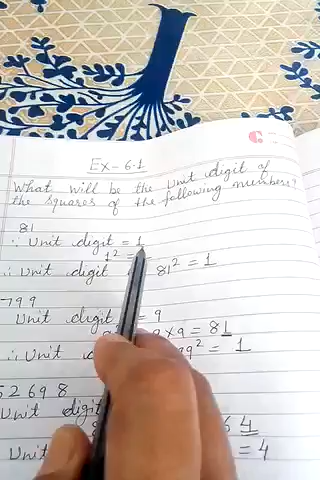 Ex-6.1
What will be the unit digit of
the squares of the following numbers?
81
∴ Unit digit = 1
1² =
∴ Unit digit 81² = 1
799
Unit digit = 9
9 × 9 = 81
∴ Unit = 1
52698
Unit digit
64
Unit = 4